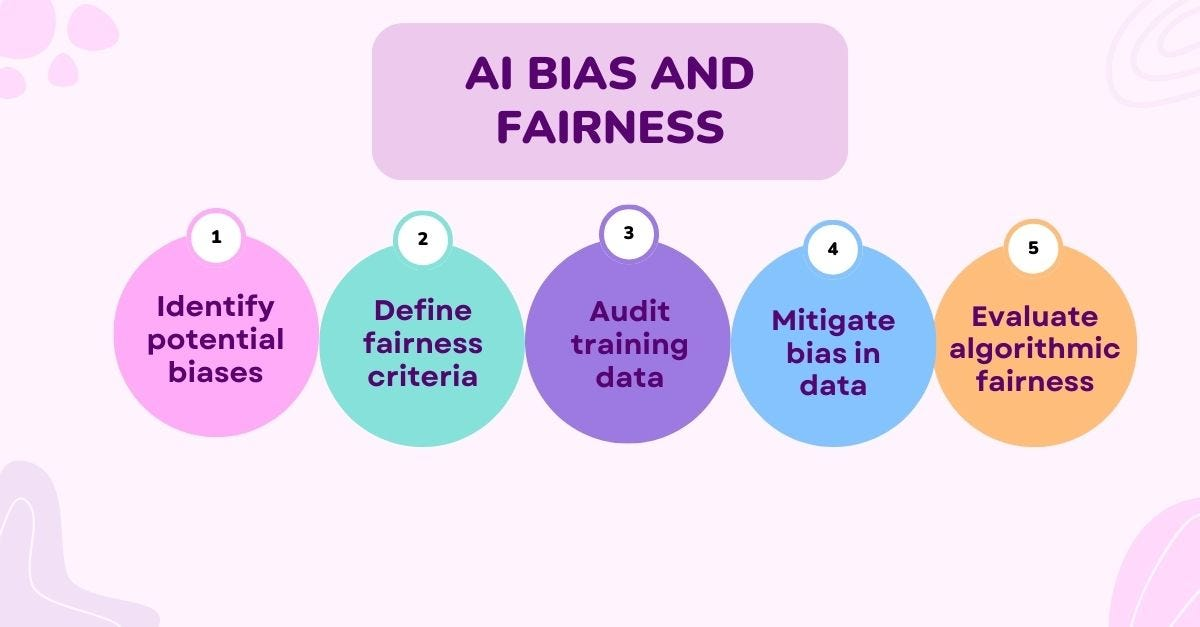 AI BIAS AND
FAIRNESS
1
Identify
potential
biases
2
Define
fairness
criteria
3
Audit
training
data
4
Mitigate
bias in
data
5
Evaluate
algorithmic
fairness